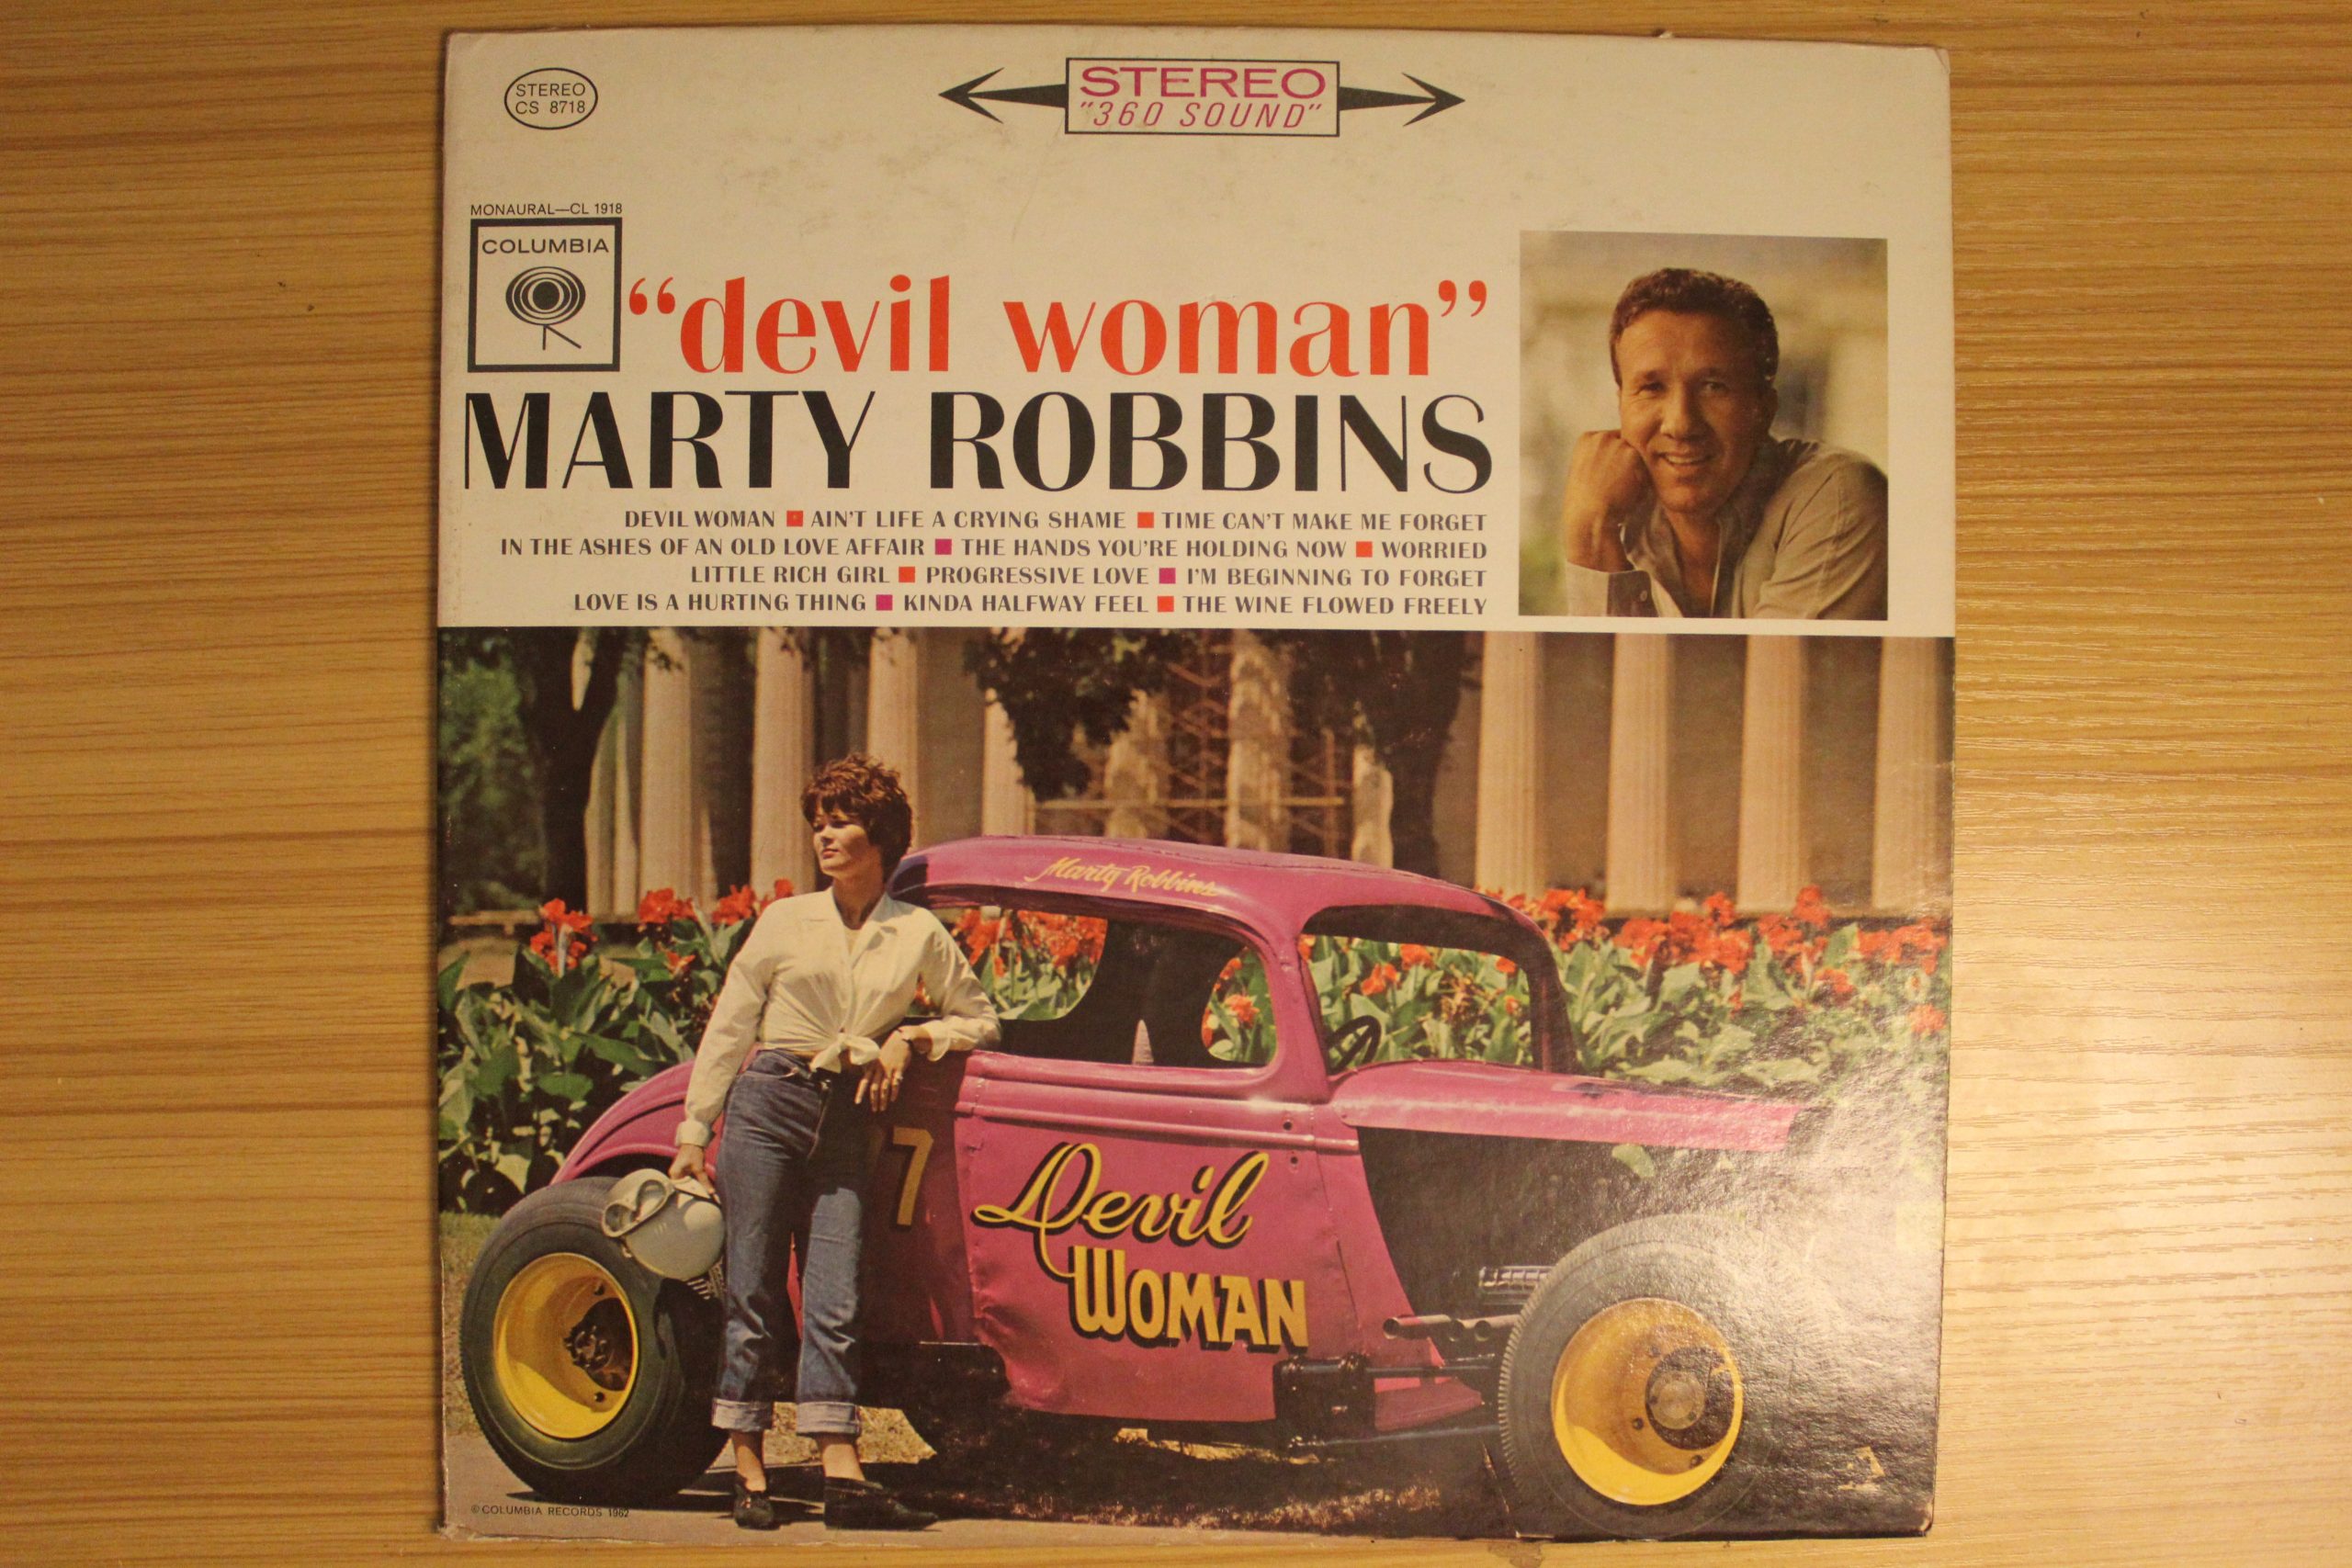 STEREO
CS 8718
STEREO
"360 SOUND"
MONAURAL—CL 1918
COLUMBIA
“devil woman”
MARTY ROBBINS
DEVIL WOMAN ■ AIN'T LIFE A CRYING SHAME ■ TIME CAN'T MAKE ME FORGET
IN THE ASHES OF AN OLD LOVE AFFAIR ■ THE HANDS YOU'RE HOLDING NOW ■ WORRIED
LITTLE RICH GIRL ■ PROGRESSIVE LOVE ■ I'M BEGINNING TO FORGET
LOVE IS A HURTING THING ■ KINDA HALFWAY FEEL ■ THE WINE FLOWED FREELY
Marty Robbins
7
Devil
WOMAN
© COLUMBIA RECORDS 1962